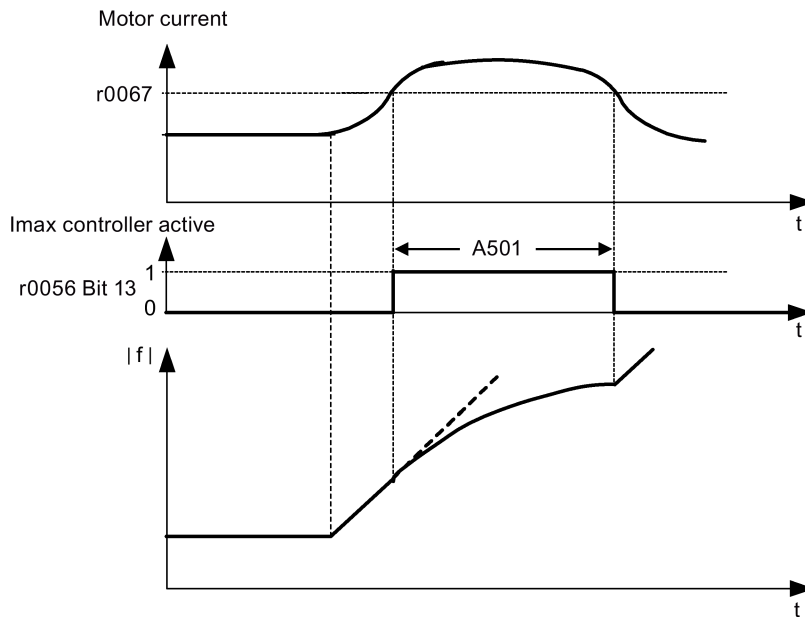 Motor current
r0067
t
Imax controller active
A501
1
r0056 Bit 13
0
t
| f |
t